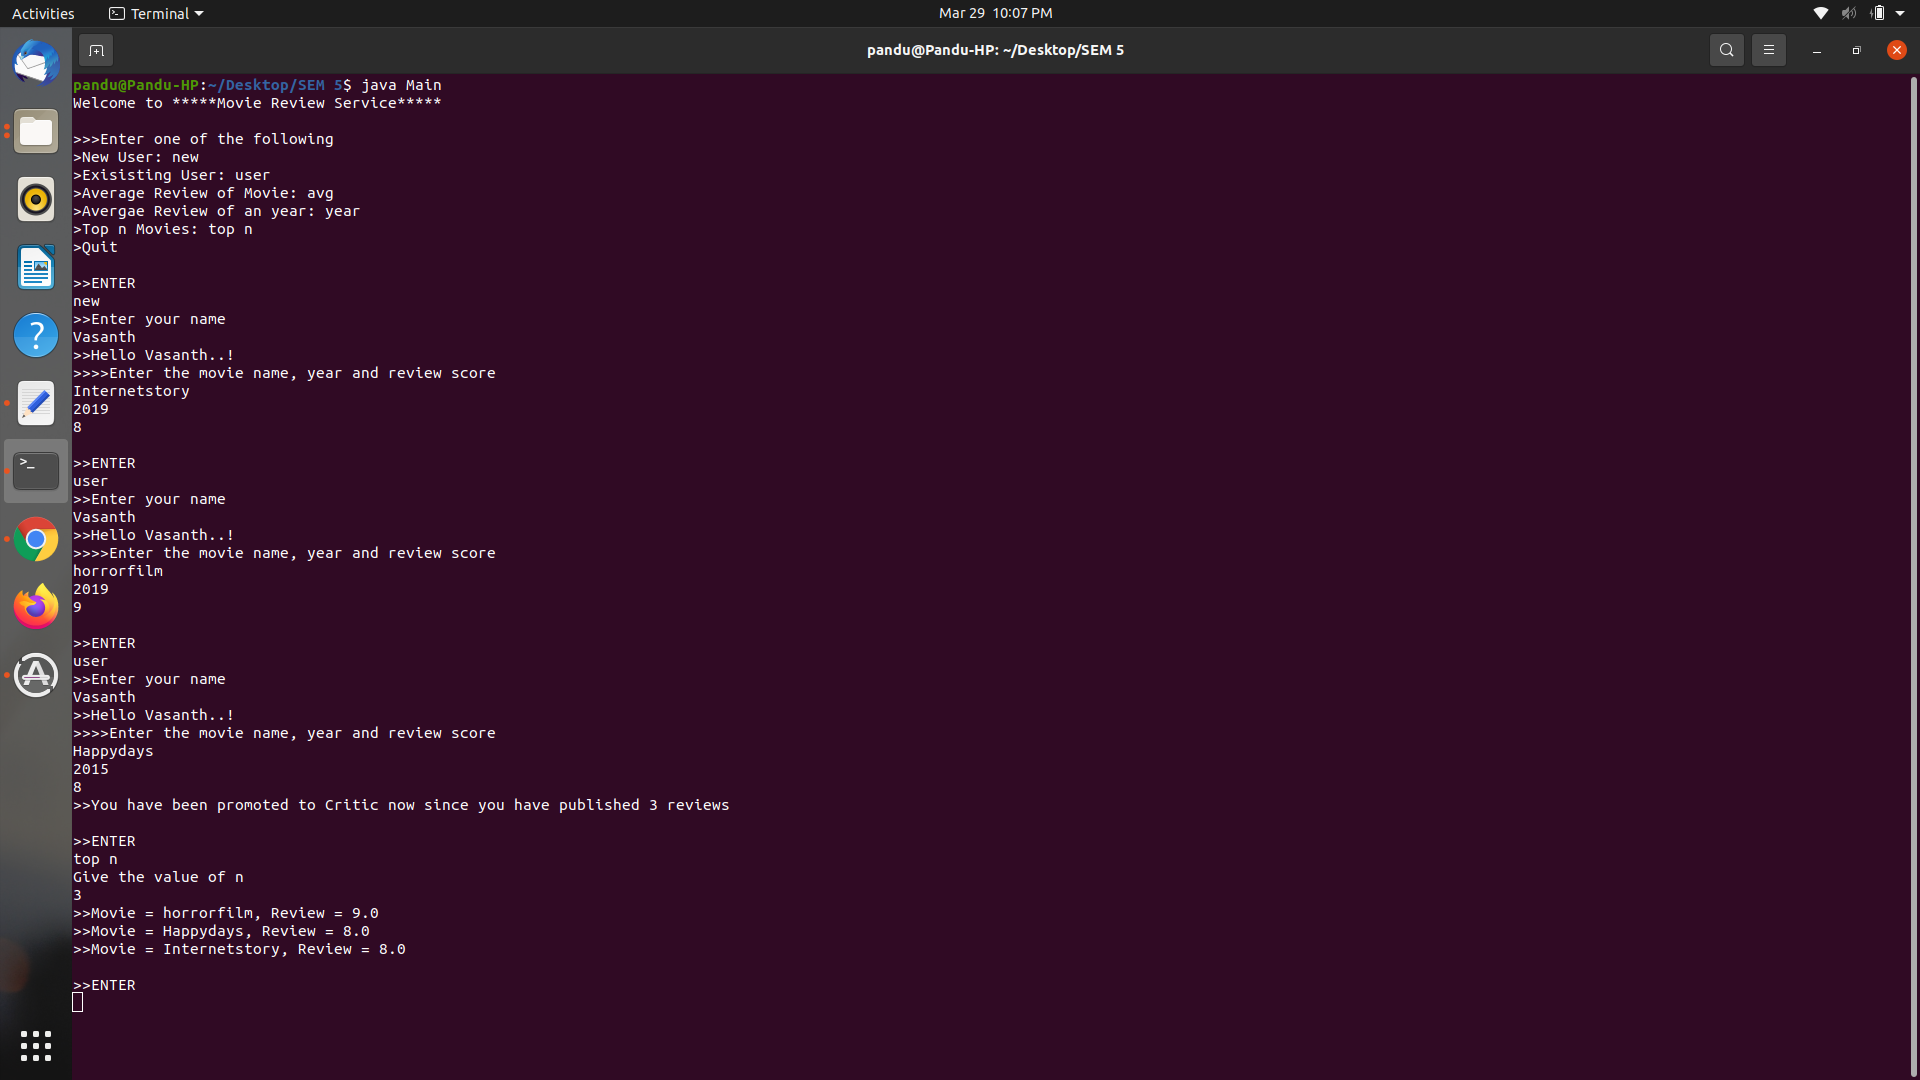 Activities
Terminal
Mar 29 10:07 PM
pandu@Pandu-HP: ~/Desktop/SEM 5
pandu@Pandu-HP:~/Desktop/SEM 5$ java Main
Welcome to *****Movie Review Service*****
>>>Enter one of the following
>New User: new
>Exisisting User: user
>Average Review of Movie: avg
>Avergae Review of an year: year
>Top n Movies: top n
>Quit
>>ENTER
new
>>Enter your name
Vasanth
>>Hello Vasanth..!
>>>>Enter the movie name, year and review score
Internetstory
2019
8
>>ENTER
user
>>Enter your name
Vasanth
>>Hello Vasanth..!
>>>>Enter the movie name, year and review score
horrorfilm
2019
9
>>ENTER
user
>>Enter your name
Vasanth
>>Hello Vasanth..!
>>>>Enter the movie name, year and review score
Happydays
2015
8
>>You have been promoted to Critic now since you have published 3 reviews
>>ENTER
top n
Give the value of n
3
>>Movie = horrorfilm, Review = 9.0
>>Movie = Happydays, Review = 8.0
>>Movie = Internetstory, Review = 8.0
>>ENTER